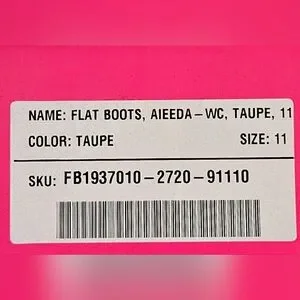 NAME: FLAT BOOTS, AIEEDA-WC, TAUPE, 11
COLOR: TAUPE SIZE: 11
SKU: FB1937010-2720-91110